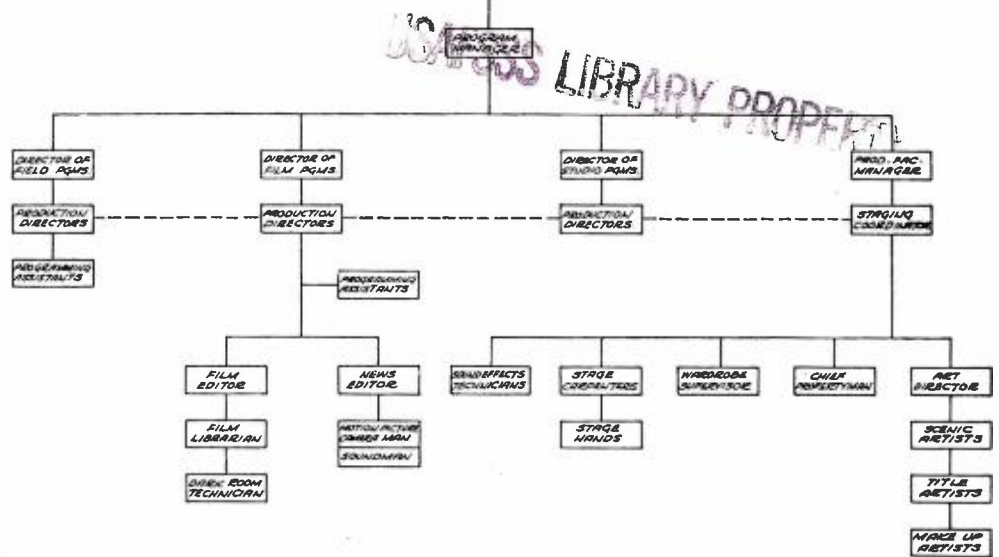 PROGRAM
MANAGER
LIBRARY PROPERTY
DIRECTOR OF
FIELD PGMS.
DIRECTOR OF
FILM PGMS.
DIRECTOR OF
STUDIO PGMS.
PROD. FAC.
MANAGER
PRODUCTION
DIRECTORS
PRODUCTION
DIRECTORS
PRODUCTION
DIRECTORS
STAGING
COORDINATOR
PROGRAMMING
ASSISTANTS
PROGRAMMING
ASSISTANTS
FILM
EDITOR
NEWS
EDITOR
SOUND EFFECTS
TECHNICIANS
STAGE
CARPENTERS
WARDROBE
SUPERVISOR
CHIEF
PROPERTYMAN
ART
DIRECTOR
FILM
LIBRARIAN
MOTION PICTURE
CAMERA MAN
SOUNDMAN
STAGE
HANDS
SCENIC
ARTISTS
DARK ROOM
TECHNICIAN
TITLE
ARTISTS
MAKE UP
ARTISTS